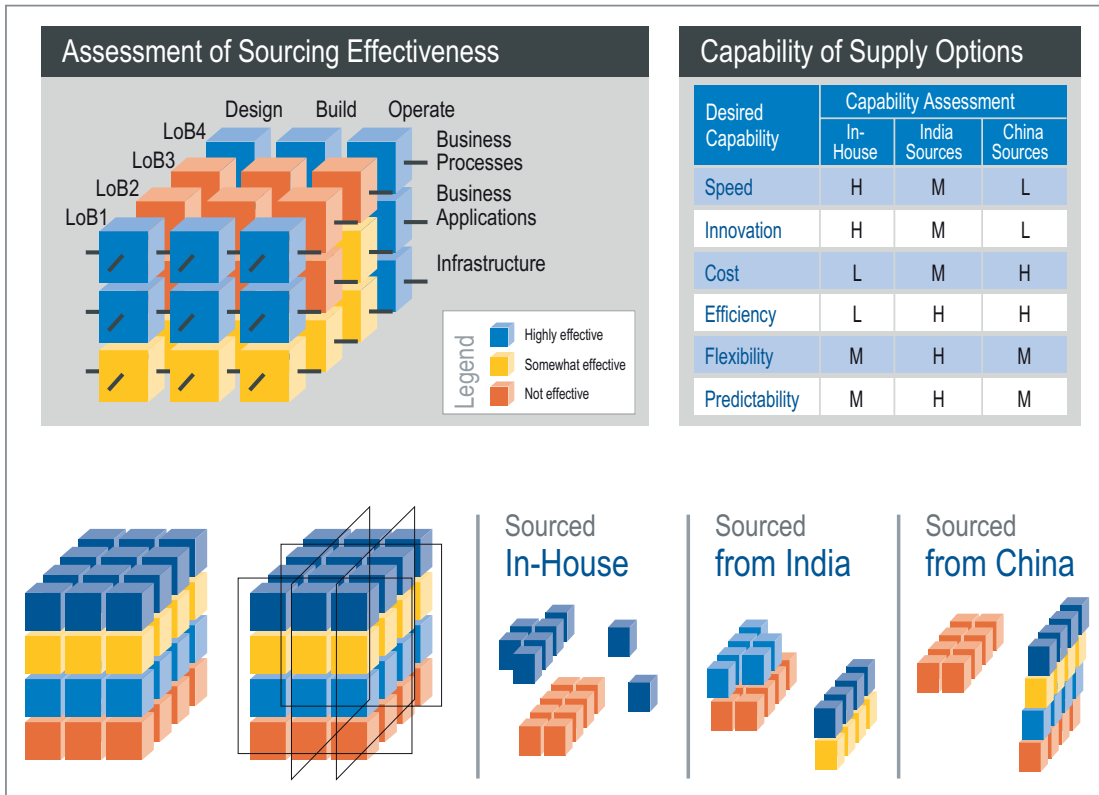 Assessment of Sourcing Effectiveness
Design Build Operate
LoB4
LoB3
LoB2
LoB1
Business
Processes
Business
Applications
Infrastructure
Legend
Highly effective
Somewhat effective
Not effective
Capability of Supply Options
Desired
Capability
Capability Assessment
In-
House
India
Sources
China
Sources
Speed H M L
Innovation H M L
Cost L M H
Efficiency L H H
Flexibility M H M
Predictability M H M
Sourced
In-House
Sourced
from India
Sourced
from China